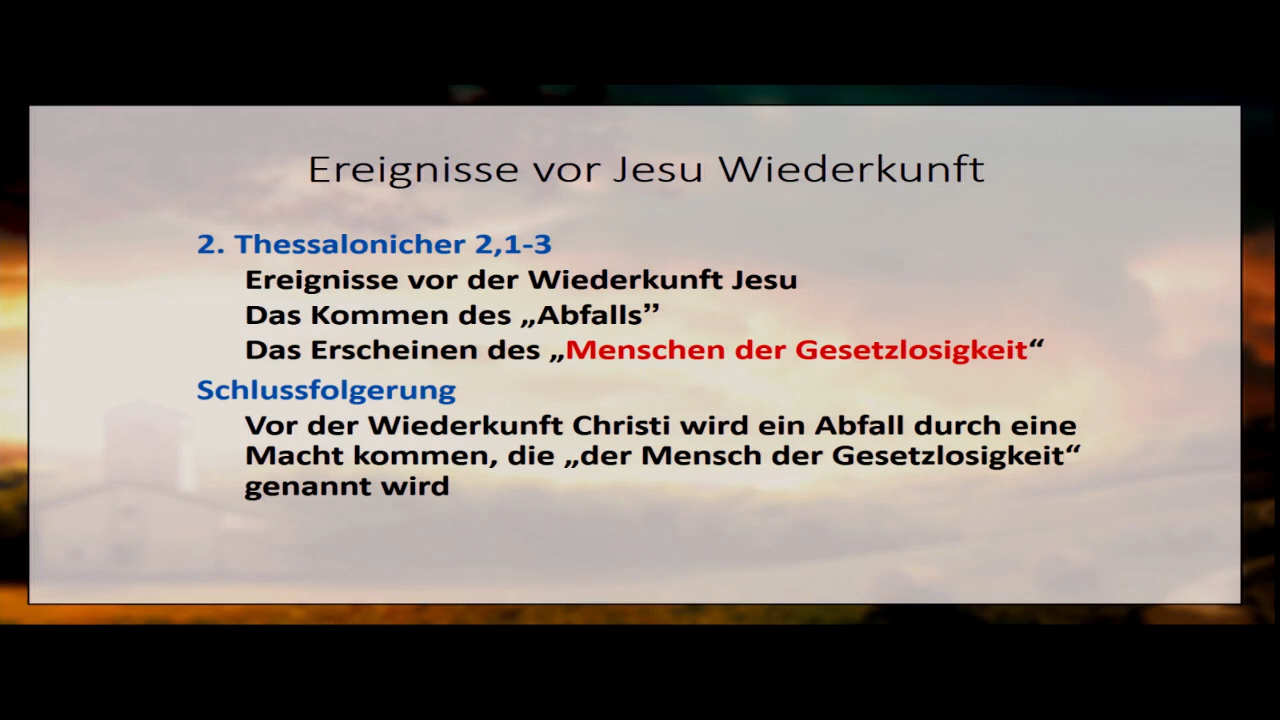 Ereignisse vor Jesu Wiederkunft
2. Thessalonicher 2,1-3
Ereignisse vor der Wiederkunft Jesu
Das Kommen des „Abfalls”
Das Erscheinen des „Menschen der Gesetzlosigkeit“
Schlussfolgerung
Vor der Wiederkunft Christi wird ein Abfall durch eine
Macht kommen, die „der Mensch der Gesetzlosigkeit“
genannt wird